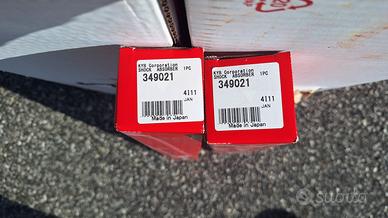 KYB Corporation
SHOCK ABSORBER 1PC
349021
4111
JAN
Made in Japan
KYB Corporation
SHOCK ABSORBER 1PC
349021
4111
JAN
Made in Japan
subito